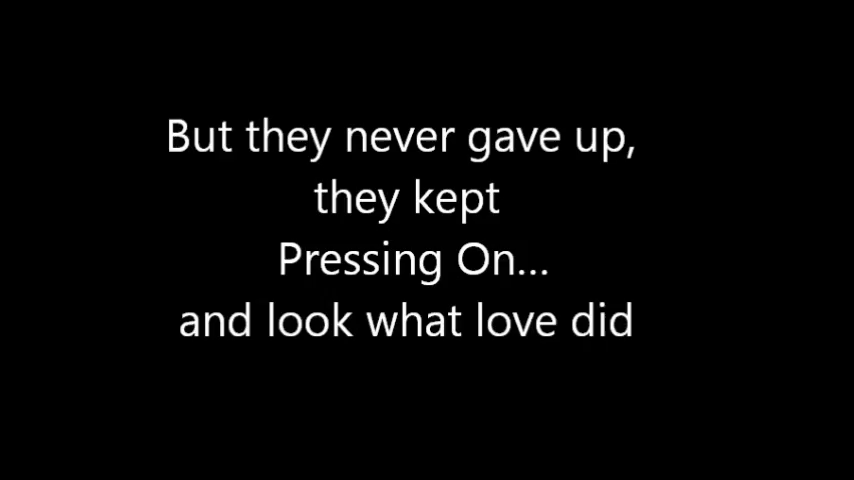 But they never gave up,
they kept
Pressing On...
and look what love did